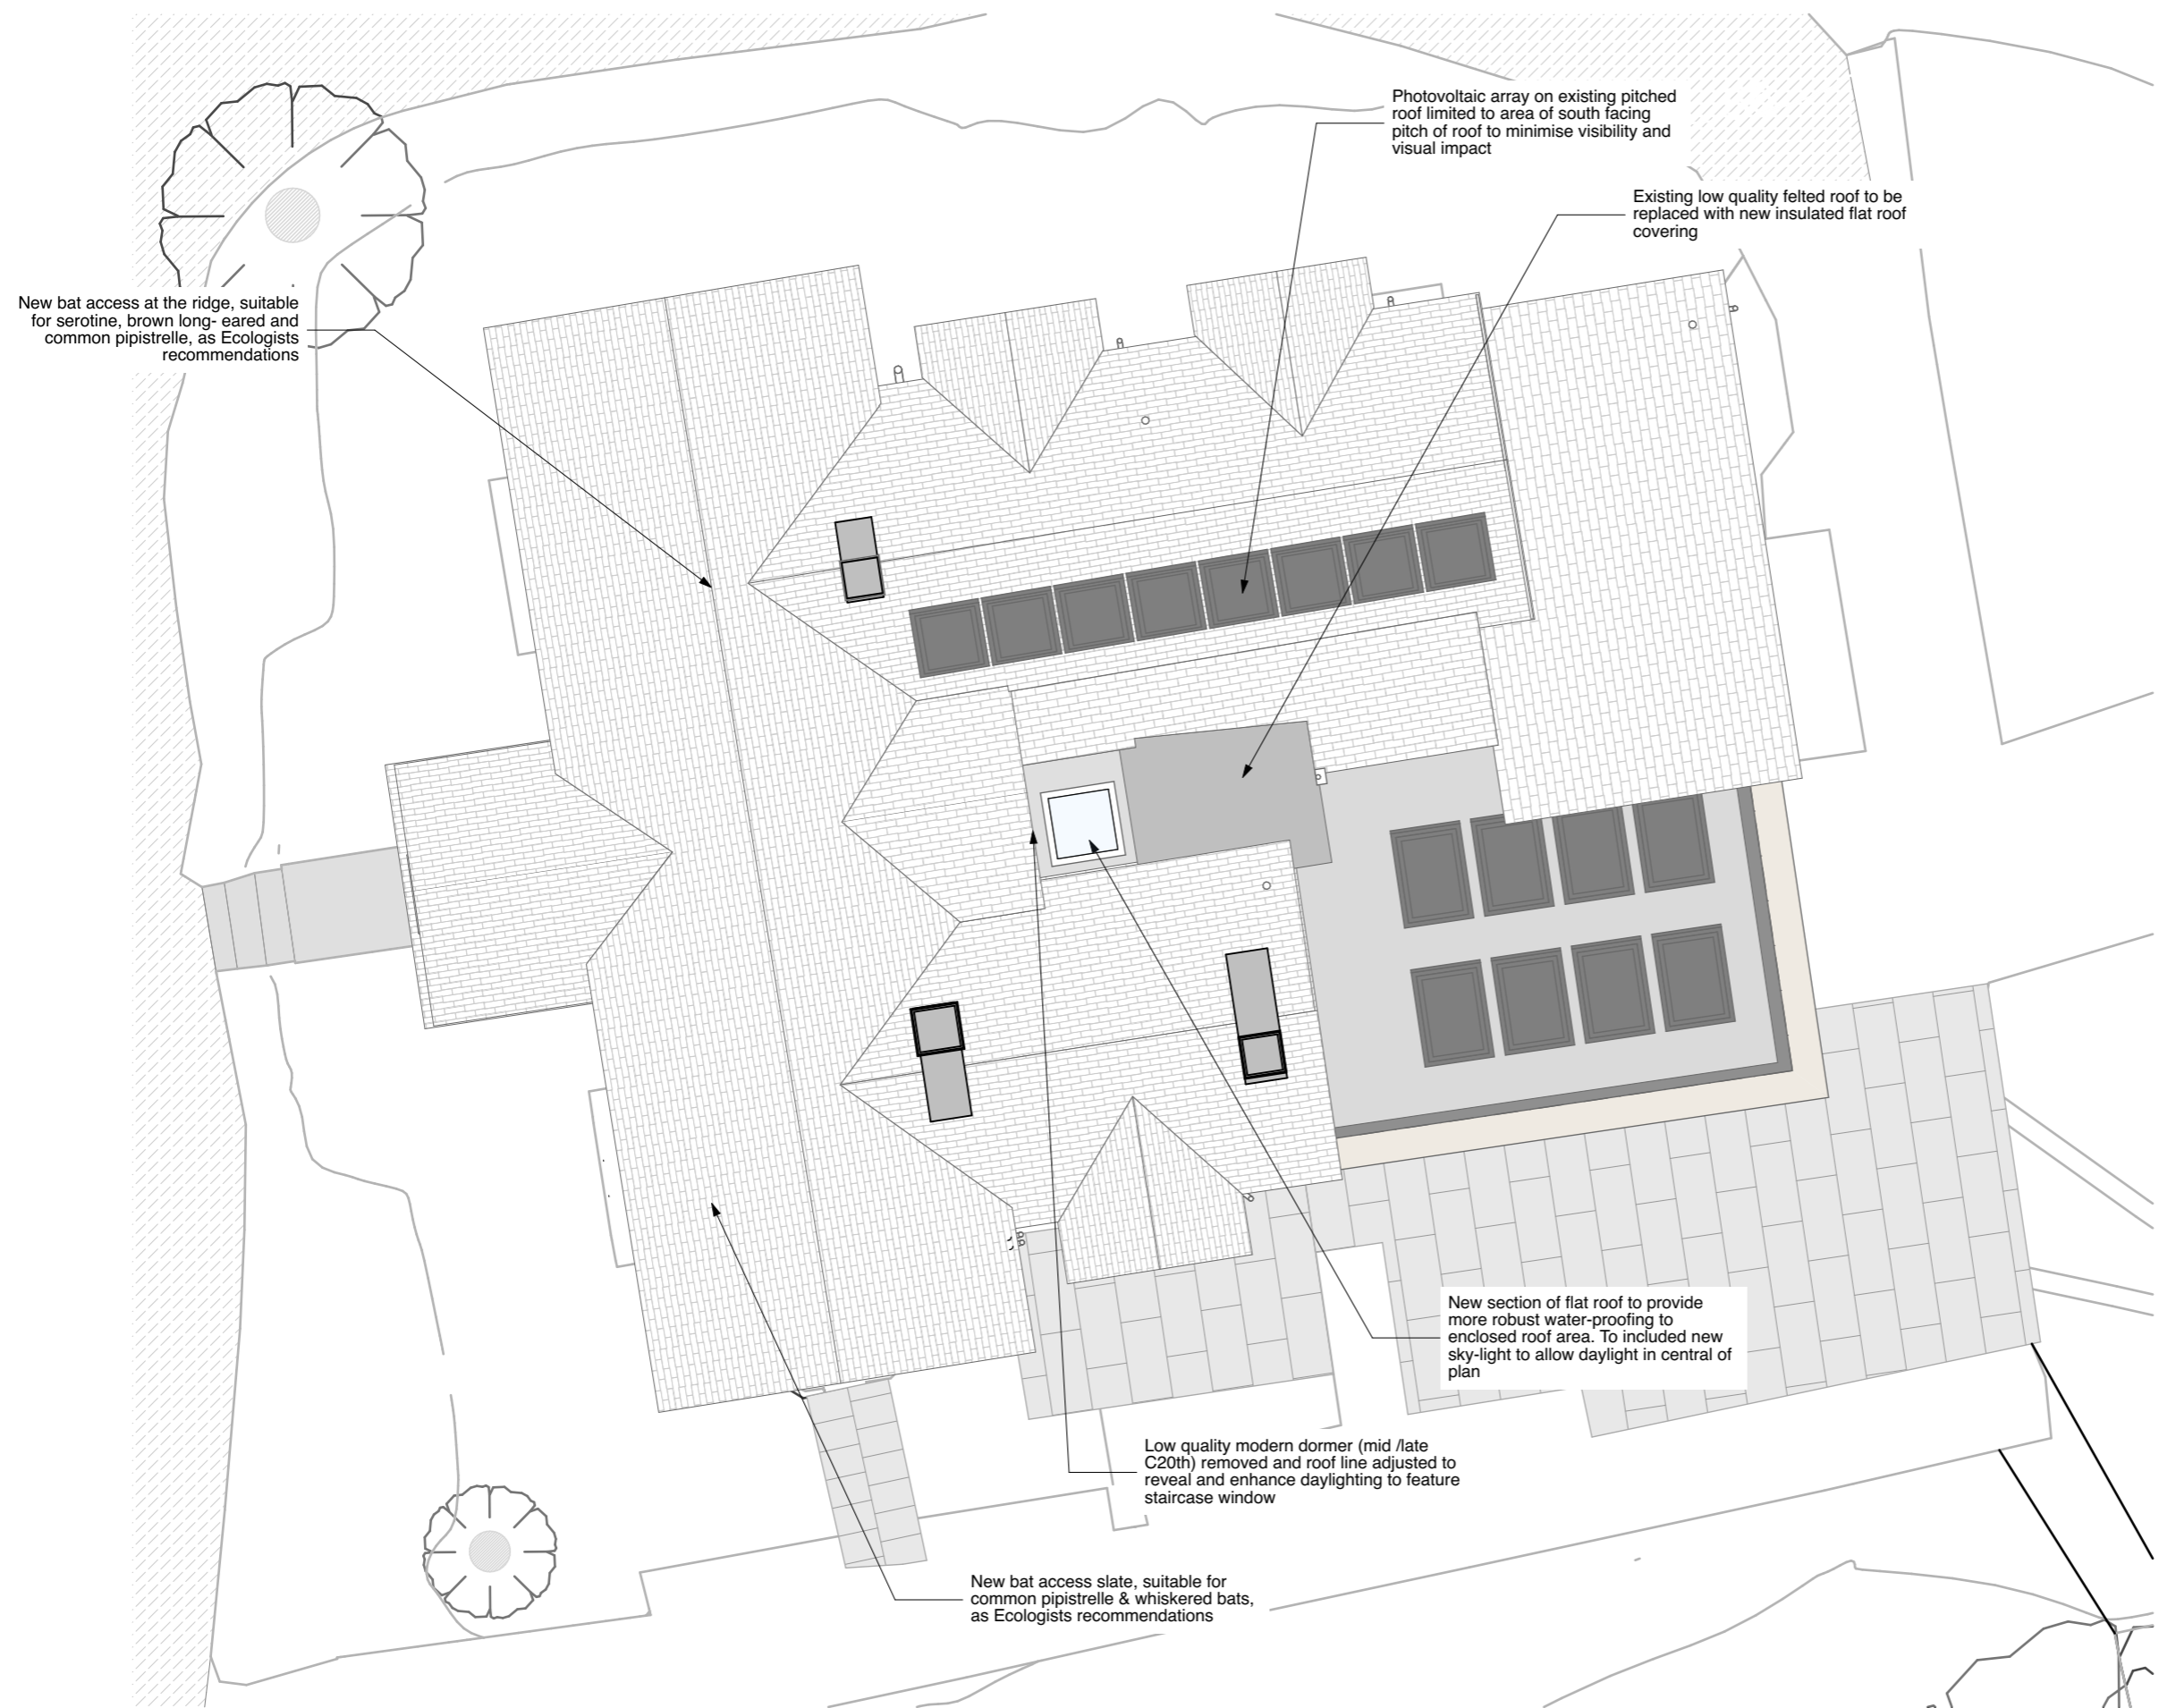 Photovoltaic array on existing pitched
roof limited to area of south facing
pitch of roof to minimise visibility and
visual impact
Existing low quality felted roof to be
replaced with new insulated flat roof
covering
New bat access at the ridge, suitable
for serotine, brown long- eared and
common pipistrelle, as Ecologists
recommendations
New section of flat roof to provide
more robust water-proofing to
enclosed roof area. To included new
sky-light to allow daylight in central of
plan
Low quality modern dormer (mid /late
C20th) removed and roof line adjusted to
reveal and enhance daylighting to feature
staircase window
New bat access slate, suitable for
common pipistrelle & whiskered bats,
as Ecologists recommendations